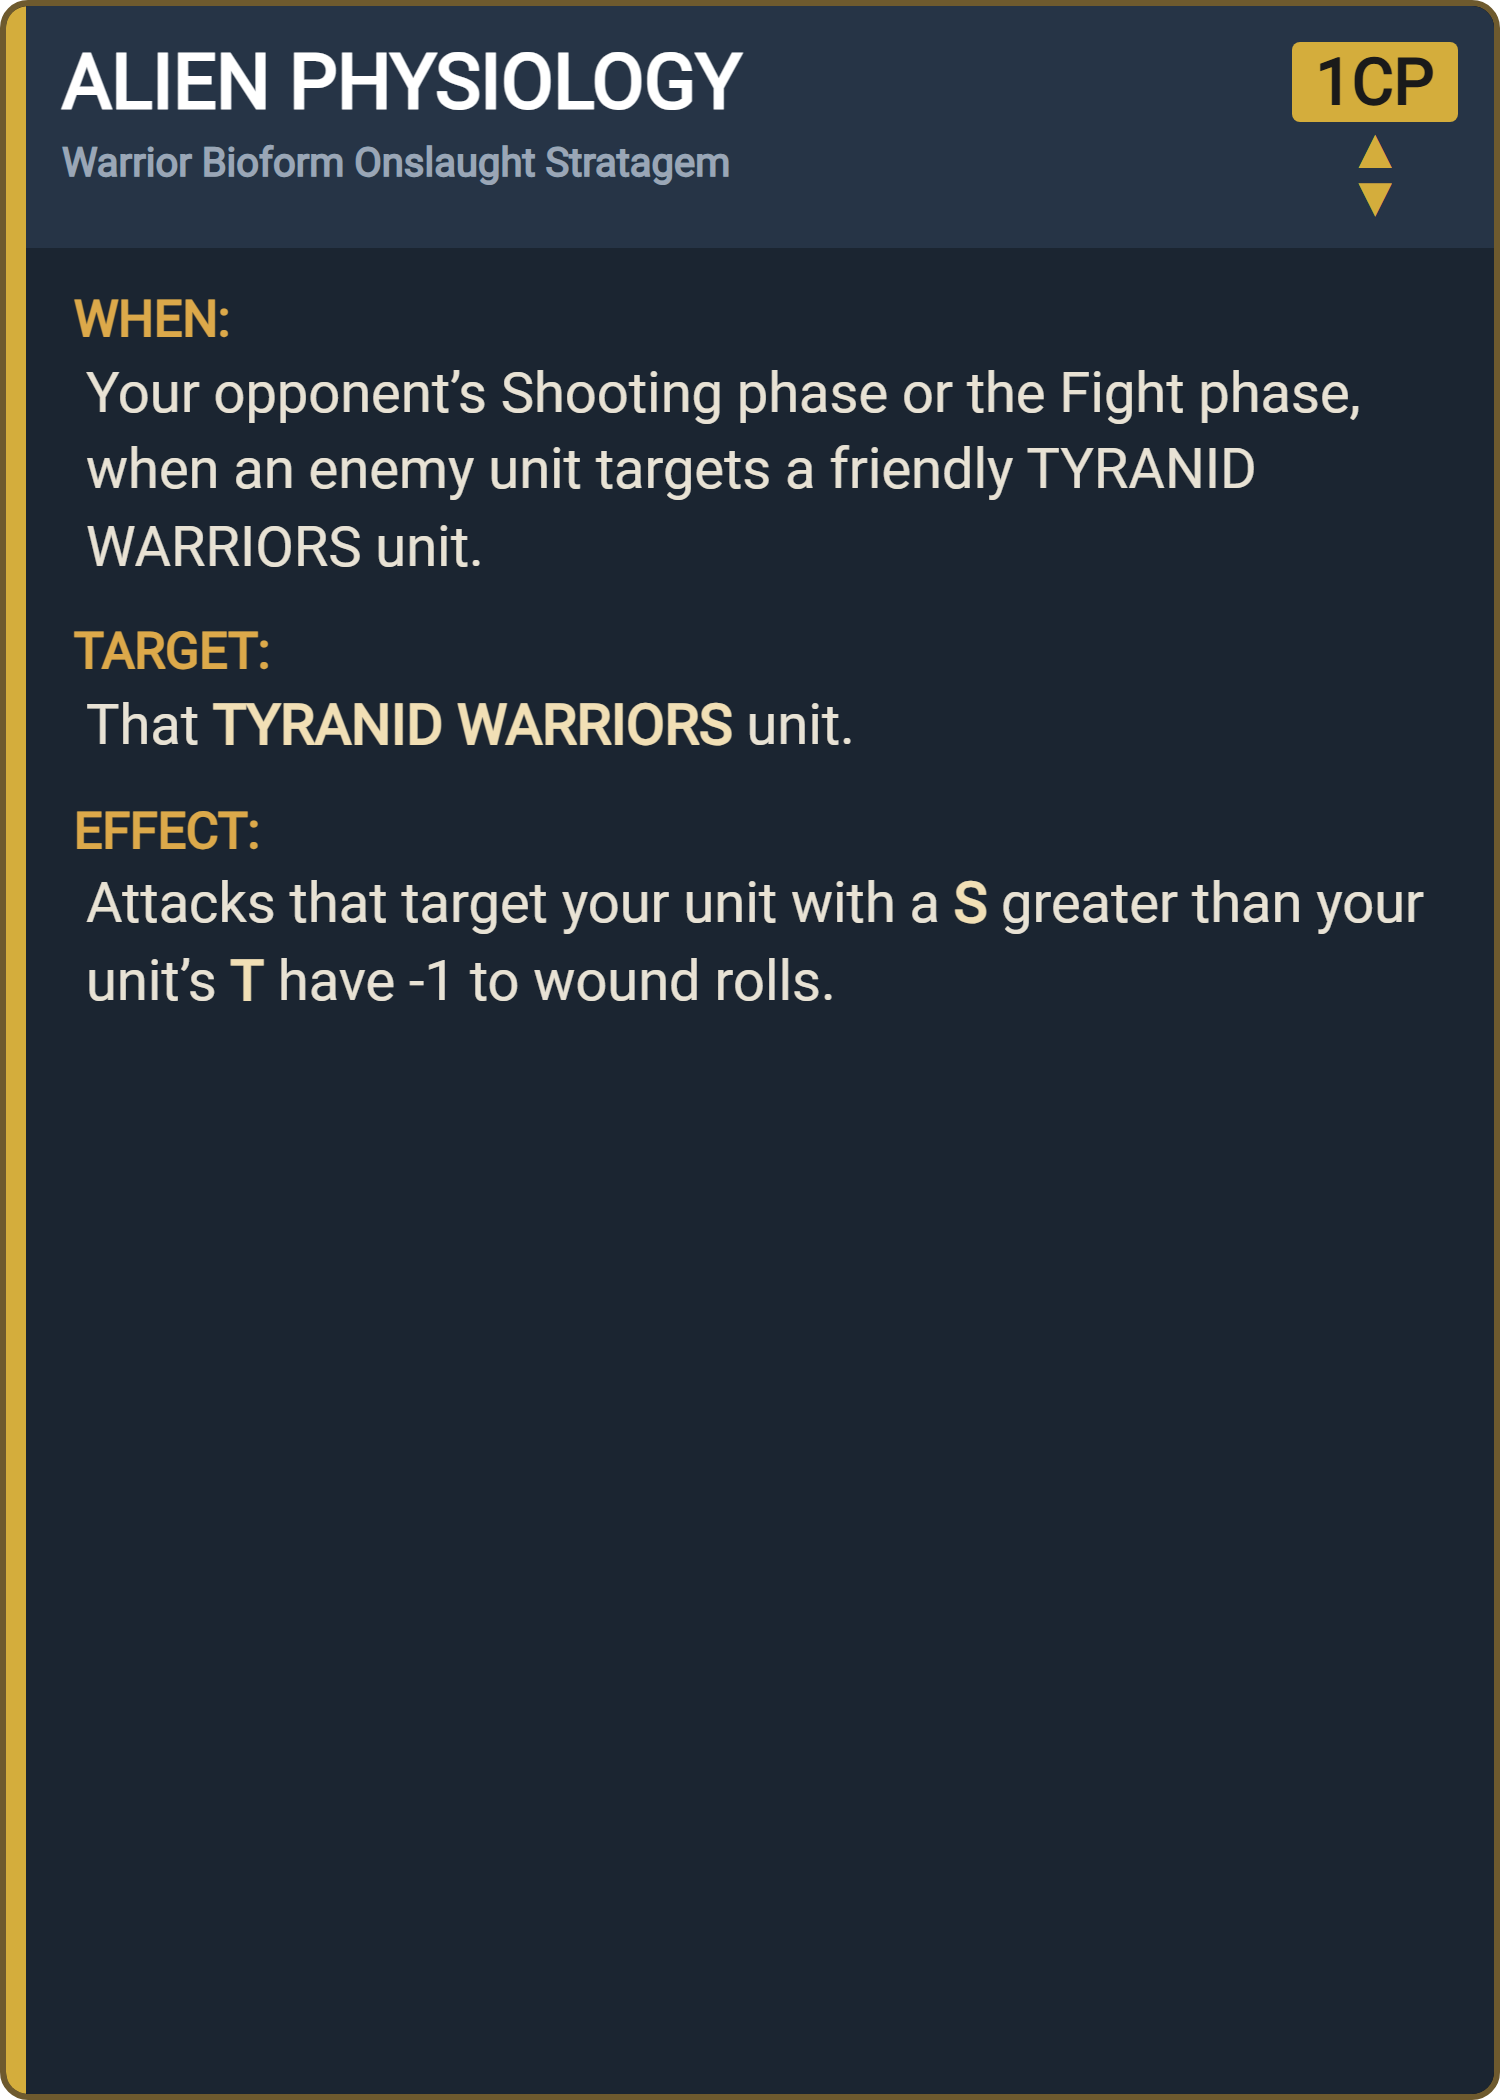 ALIEN PHYSIOLOGY
Warrior Bioform Onslaught Stratagem
1CP
▲
▼
WHEN:
Your opponent’s Shooting phase or the Fight phase,
when an enemy unit targets a friendly TYRANID
WARRIORS unit.
TARGET:
That TYRANID WARRIORS unit.
EFFECT:
Attacks that target your unit with a S greater than your
unit’s T have -1 to wound rolls.